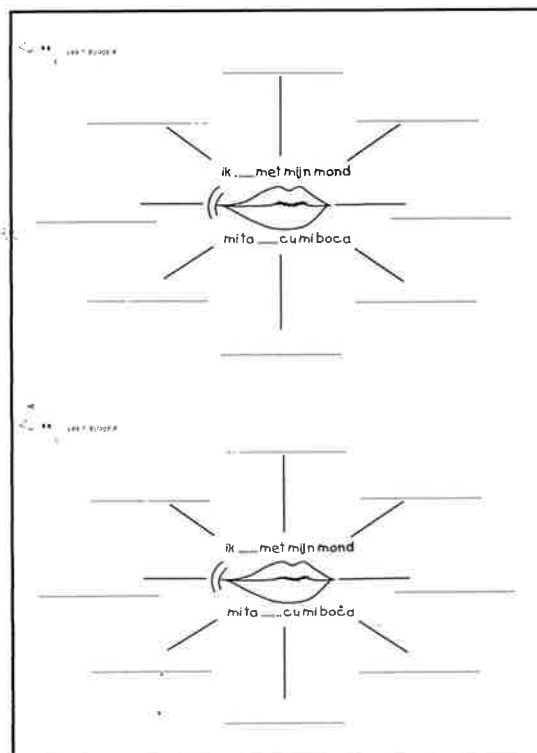 ik ___ met mijn mond
mi ta ___ cu mi boca
ik ___ met mijn mond
mi ta ___ cu mi boca